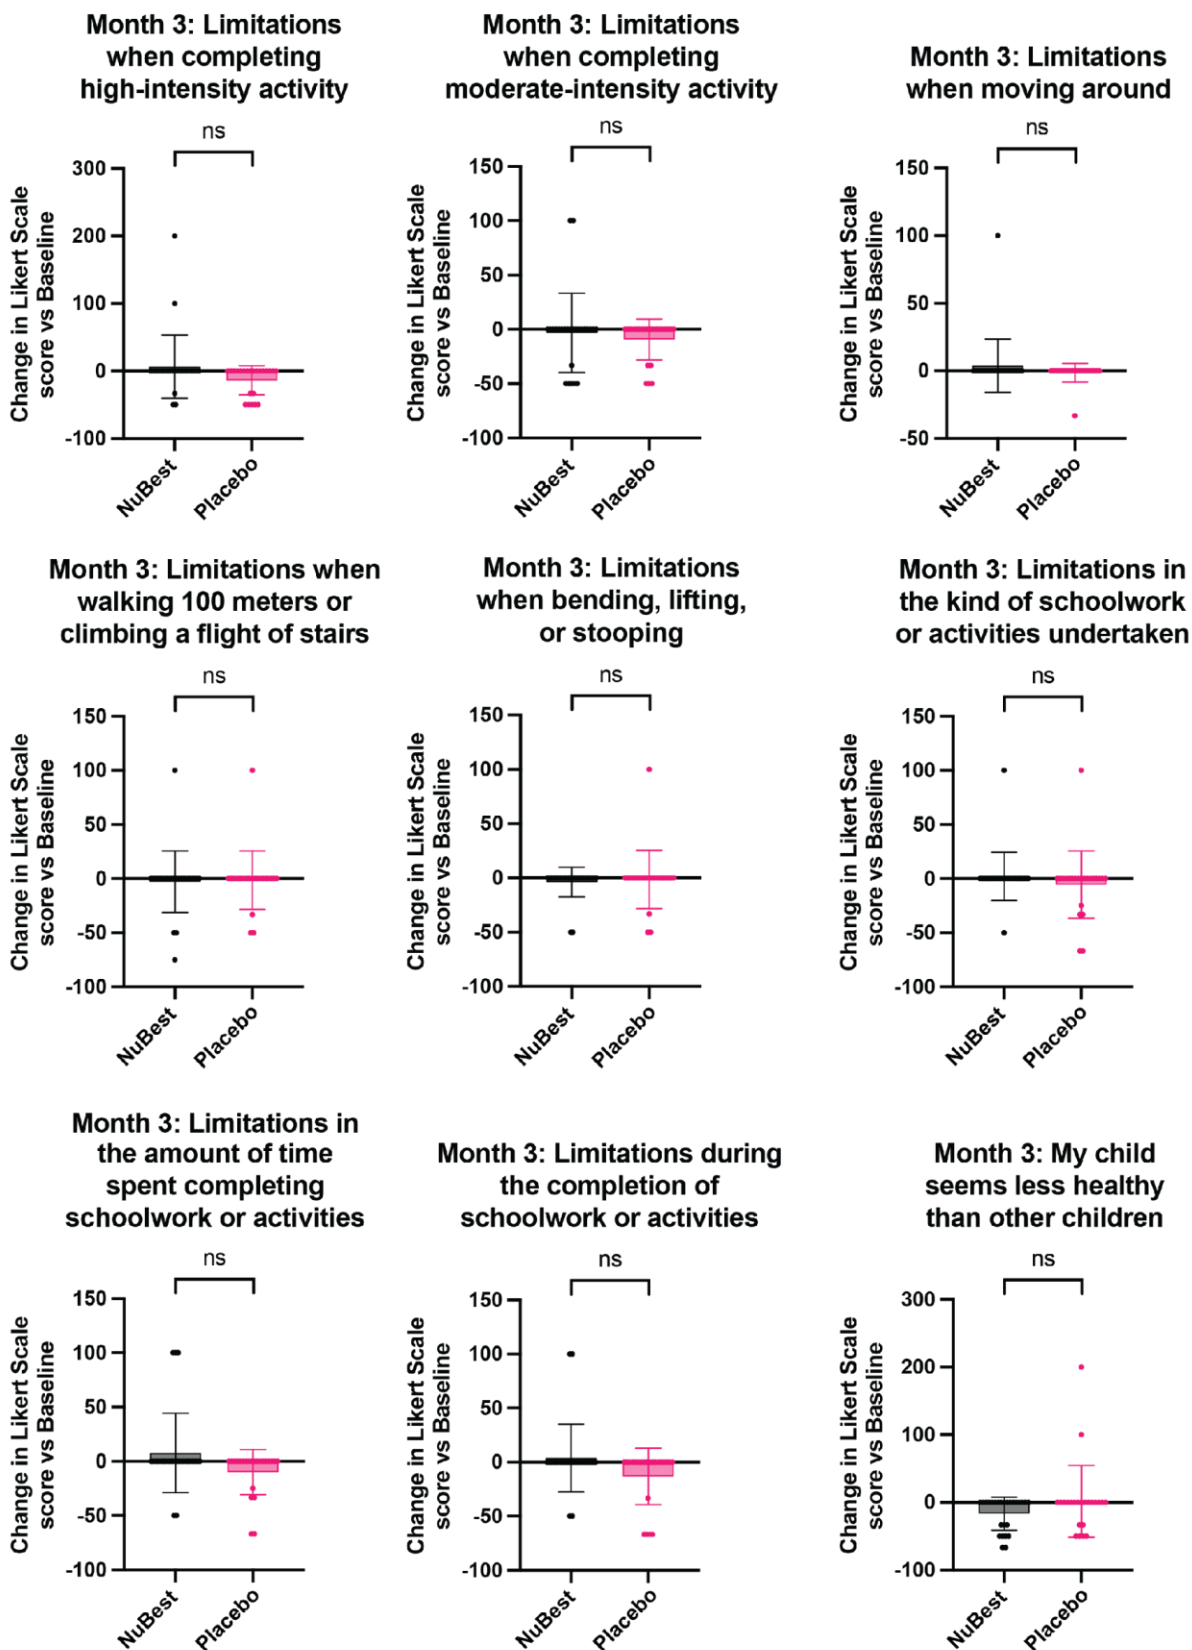 Month 3: Limitations
when completing
high-intensity activity
ns
Change in Likert Scale
score vs Baseline
300
200
100
0
-100
NuBest
Placebo
Month 3: Limitations
when completing
moderate-intensity activity
ns
Change in Likert Scale
score vs Baseline
150
100
50
0
-50
-100
NuBest
Placebo
Month 3: Limitations
when moving around
ns
Change in Likert Scale
score vs Baseline
150
100
50
0
-50
NuBest
Placebo
Month 3: Limitations when
walking 100 meters or
climbing a flight of stairs
ns
Change in Likert Scale
score vs Baseline
150
100
50
0
-50
-100
NuBest
Placebo
Month 3: Limitations
when bending, lifting,
or stooping
ns
Change in Likert Scale
score vs Baseline
150
100
50
0
-50
-100
NuBest
Placebo
Month 3: Limitations in
the kind of schoolwork
or activities undertaken
ns
Change in Likert Scale
score vs Baseline
150
100
50
0
-50
-100
NuBest
Placebo
Month 3: Limitations in
the amount of time
spent completing
schoolwork or activities
ns
Change in Likert Scale
score vs Baseline
150
100
50
0
-50
-100
NuBest
Placebo
Month 3: Limitations during
the completion of
schoolwork or activities
ns
Change in Likert Scale
score vs Baseline
150
100
50
0
-50
-100
NuBest
Placebo
Month 3: My child
seems less healthy
than other children
ns
Change in Likert Scale
score vs Baseline
300
200
100
0
-100
NuBest
Placebo